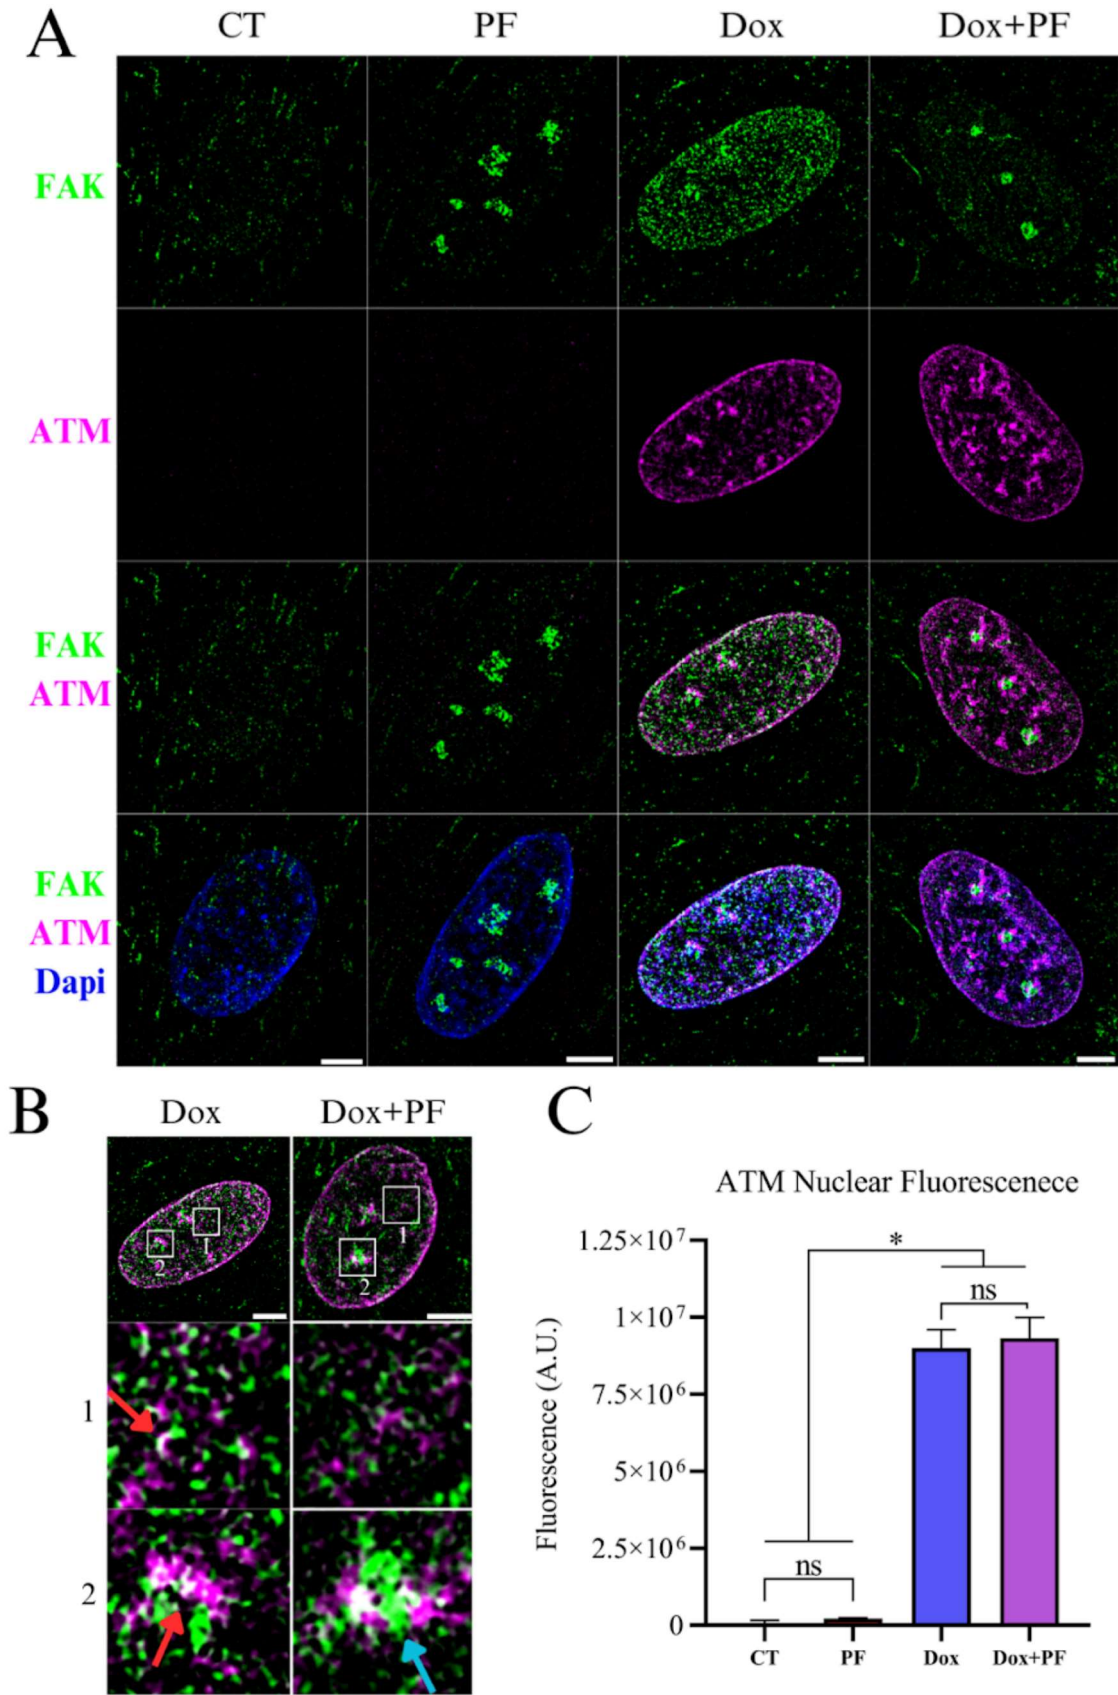 A
CT PF Dox Dox+PF
FAK
ATM
FAK
ATM
FAK
ATM
Dapi
B
Dox Dox+PF
1
2
1
2
1
2
C
ATM Nuclear Fluorescenece
Fluorescence (A.U.)
1.25×10⁷
1×10⁷
7.5×10⁶
5×10⁶
2.5×10⁶
0
*
ns
ns
CT PF Dox Dox+PF